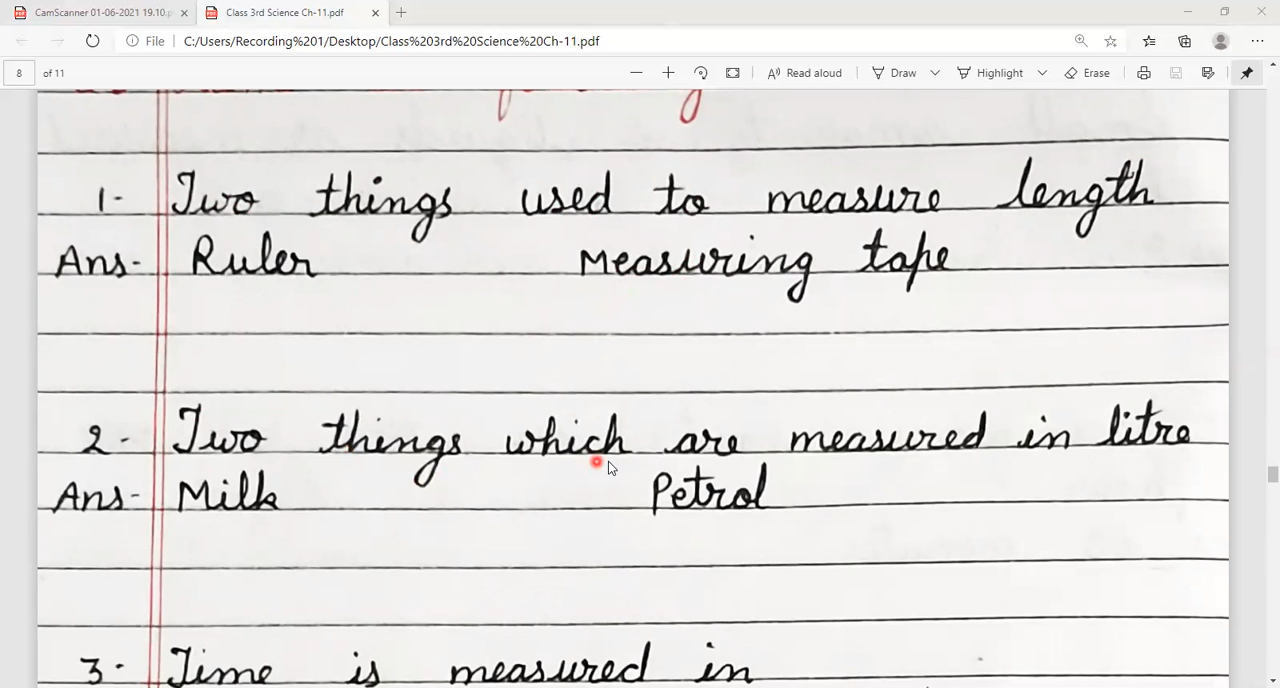 CamScanner 01-06-2021 19.10.p
Class 3rd Science Ch-11.pdf
File
C:/Users/Recording%201/Desktop/Class%203rd%20Science%20Ch-11.pdf
8 of 11
Read aloud
Draw
Highlight
Erase
1- Two things used to measure length
Ans- Ruler Measuring tape
2- Two things which are measured in litre
Ans- Milk Petrol
3- Time is measured in